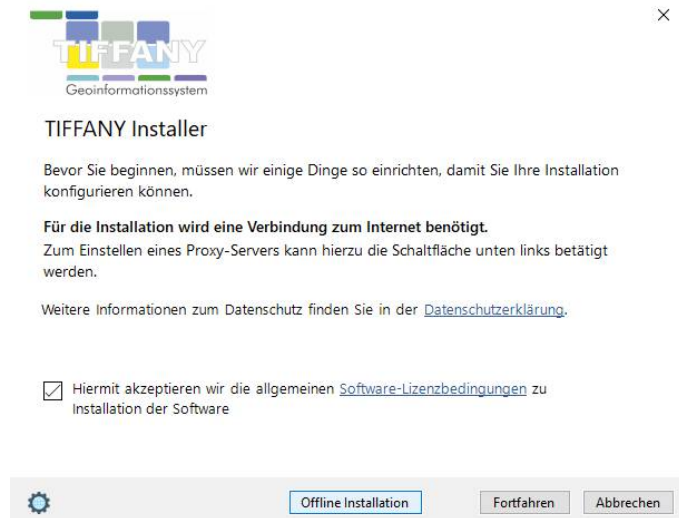 TIFFANY
Geoinformationssystem
TIFFANY Installer
Bevor Sie beginnen, müssen wir einige Dinge so einrichten, damit Sie Ihre Installation
konfigurieren können.
Für die Installation wird eine Verbindung zum Internet benötigt.
Zum Einstellen eines Proxy-Servers kann hierzu die Schaltfläche unten links betätigt
werden.
Weitere Informationen zum Datenschutz finden Sie in der Datenschutzerklärung.
Hiermit akzeptieren wir die allgemeinen Software-Lizenzbedingungen zu
Installation der Software
Offline Installation Fortfahren Abbrechen